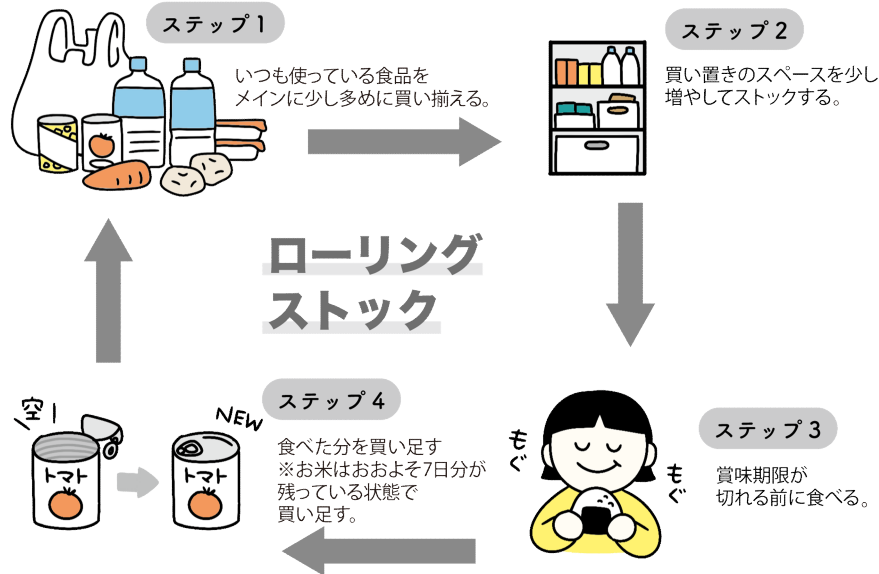 ステップ1
いつも使っている食品を
メインに少し多めに買い揃える。
ステップ2
買い置きのスペースを少し
増やしてストックする。
ローリング
ストック
ステップ3
賞味期限が
切れる前に食べる。
もぐ
もぐ
ステップ4
食べた分を買い足す
※お米はおおよそ7日分が
残っている状態で
買い足す。
空!
トマト
NEW
トマト